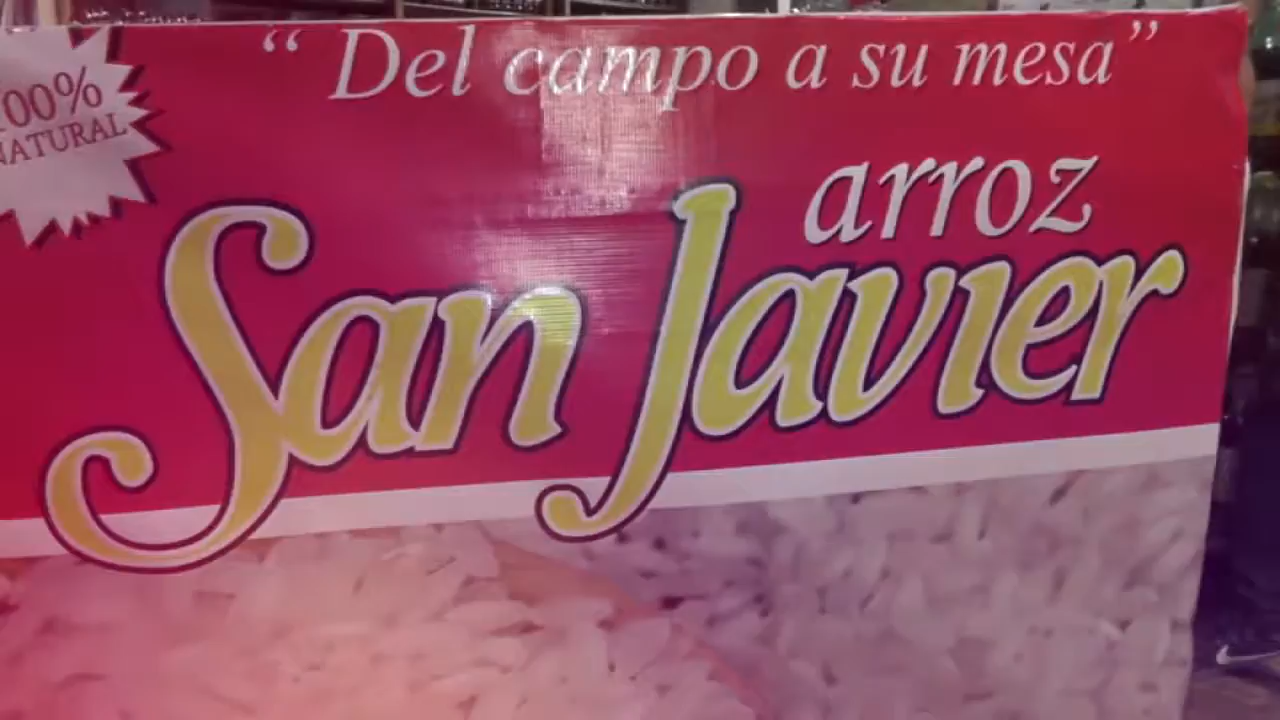 “ Del campo a su mesa”
100%
NATURAL
arroz
San Javier